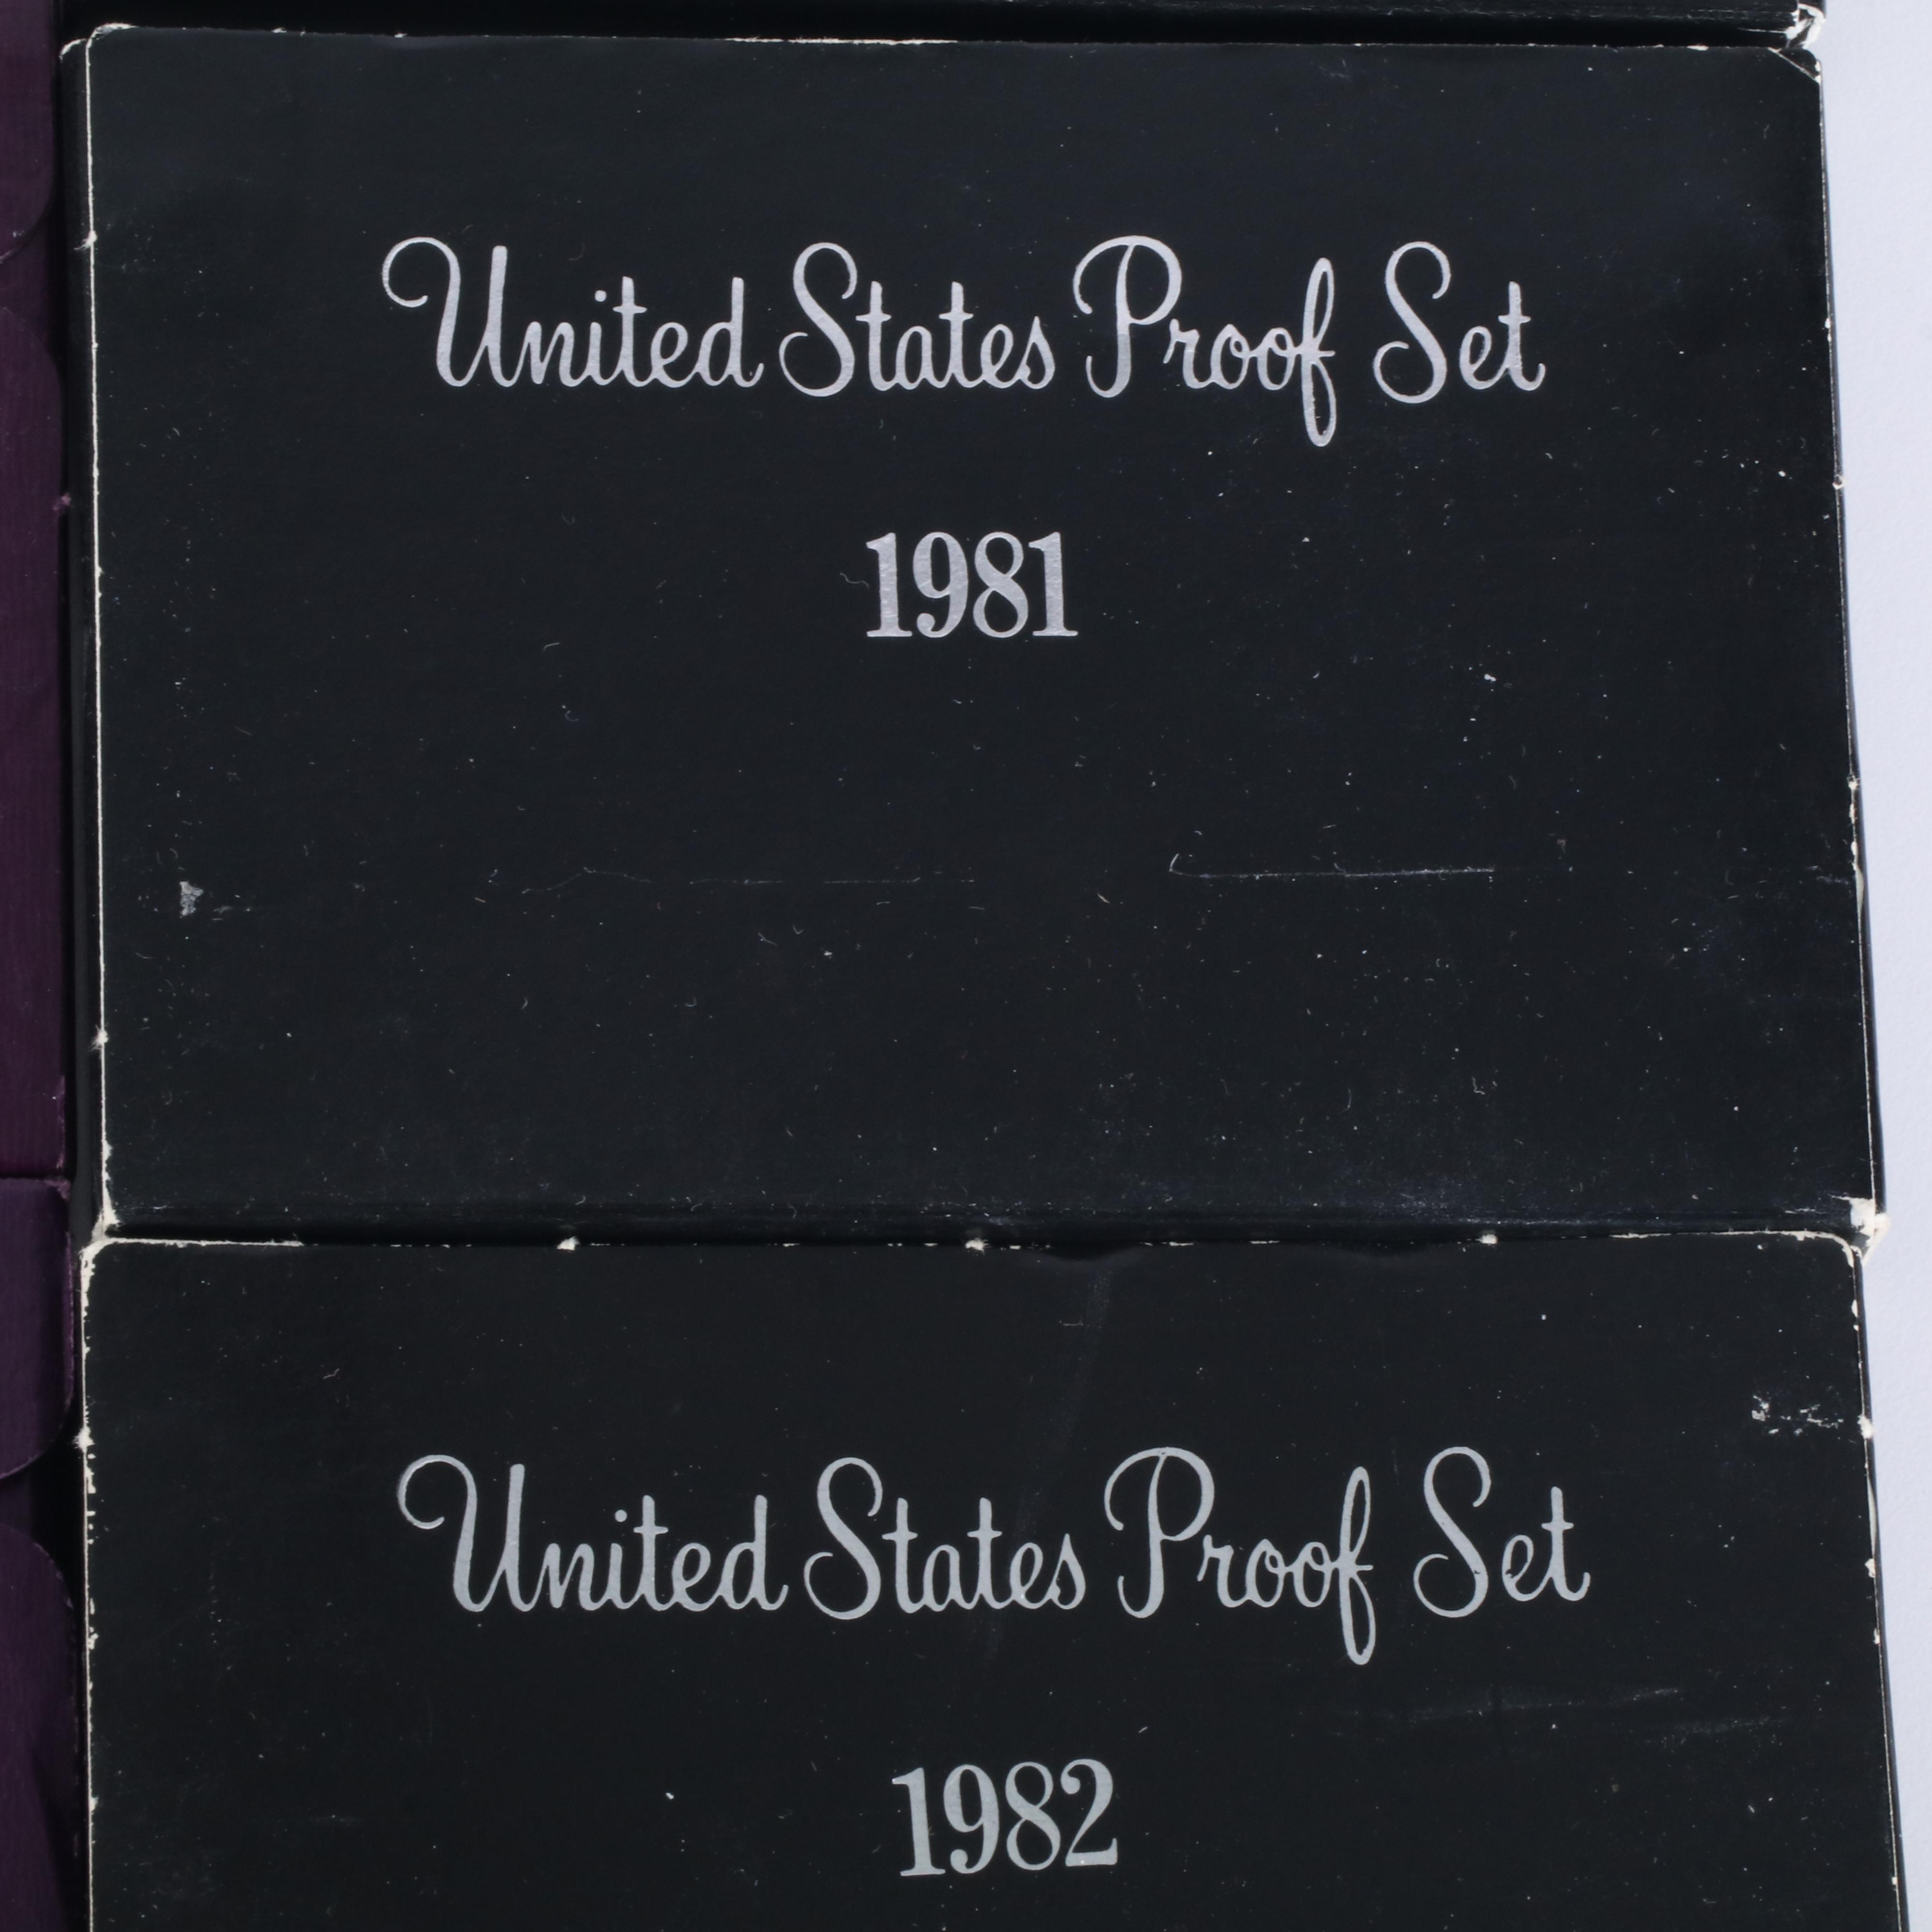 United States Proof Set
1981
United States Proof Set
1982